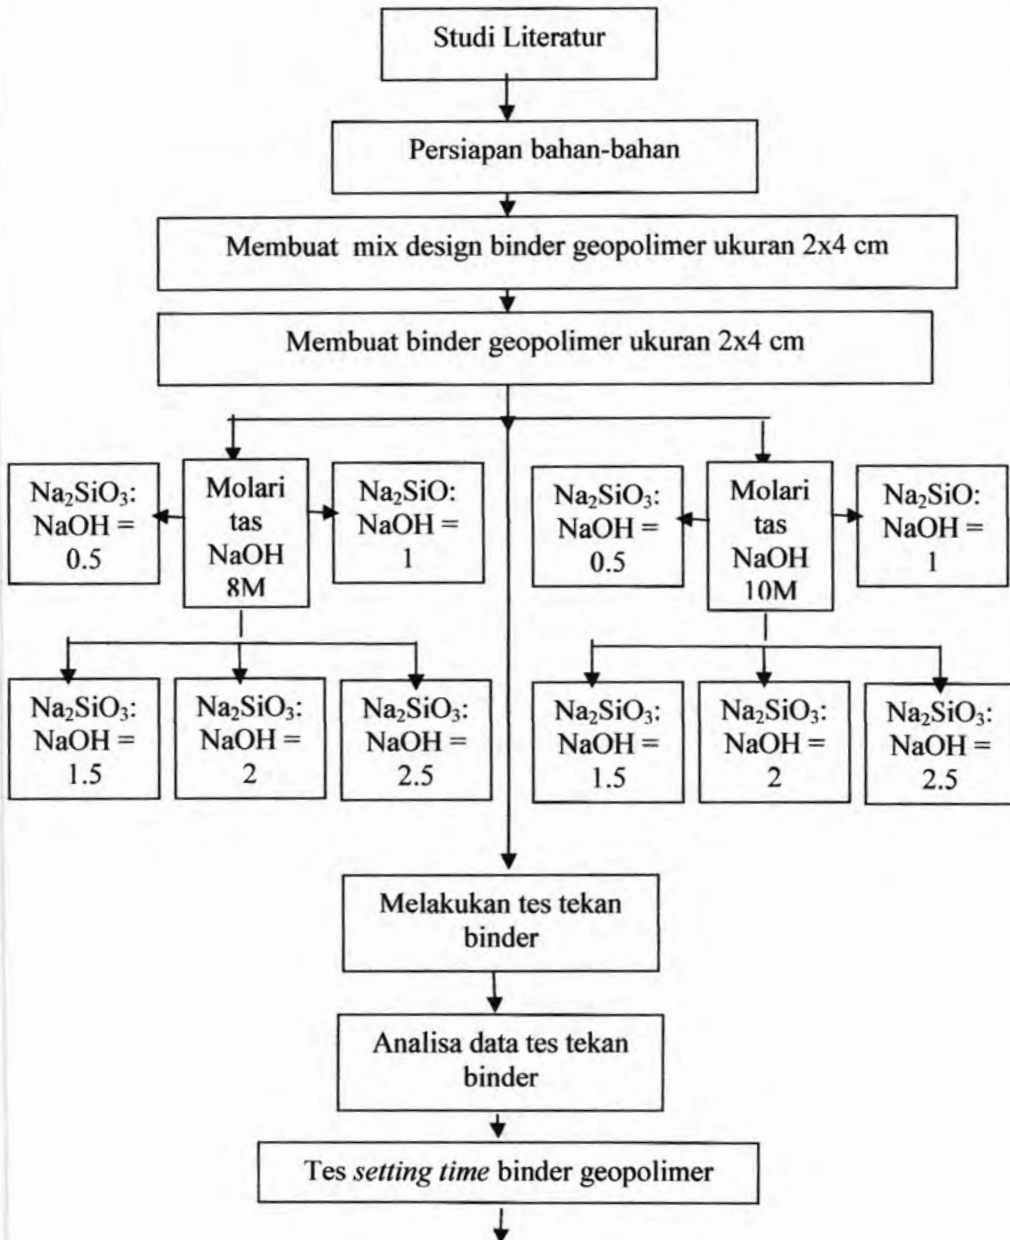 Studi Literatur
Persiapan bahan-bahan
Membuat mix design binder geopolimer ukuran 2x4 cm
Membuat binder geopolimer ukuran 2x4 cm
Na₂SiO₃:
NaOH =
0.5
Molari
tas
NaOH
8M
Na₂SiO:
NaOH =
1
Na₂SiO₃:
NaOH =
0.5
Molari
tas
NaOH
10M
Na₂SiO:
NaOH =
1
Na₂SiO₃:
NaOH =
1.5
Na₂SiO₃:
NaOH =
2
Na₂SiO₃:
NaOH =
2.5
Na₂SiO₃:
NaOH =
1.5
Na₂SiO₃:
NaOH =
2
Na₂SiO₃:
NaOH =
2.5
Melakukan tes tekan
binder
Analisa data tes tekan
binder
Tes setting time binder geopolimer